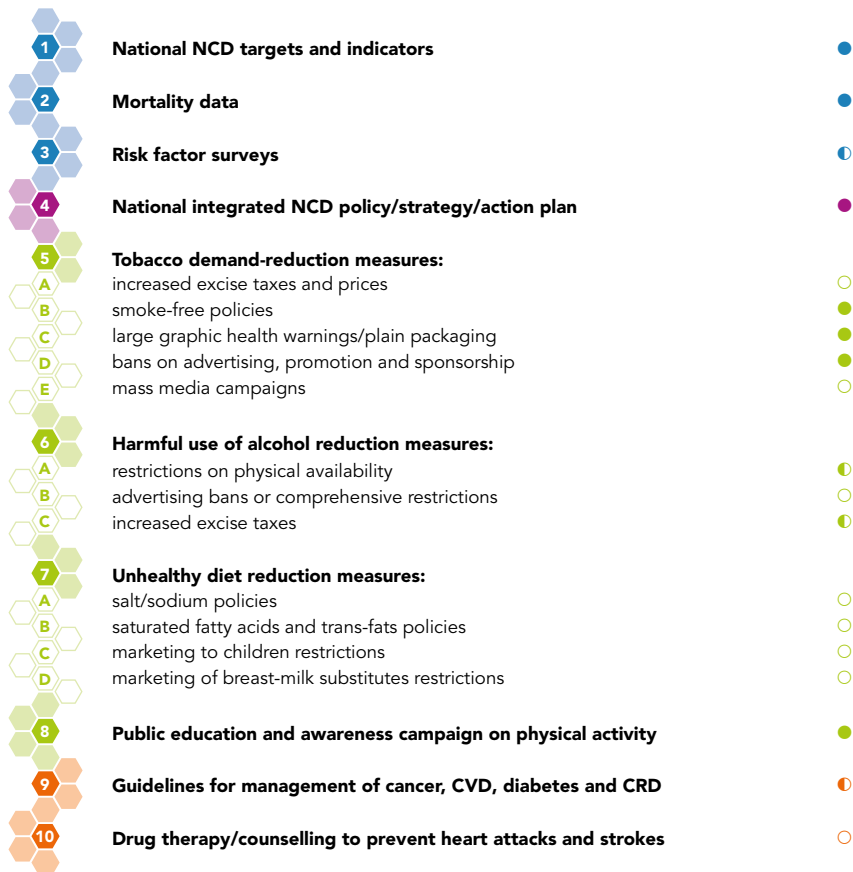 1 National NCD targets and indicators
2 Mortality data
3 Risk factor surveys
4 National integrated NCD policy/strategy/action plan
5 Tobacco demand-reduction measures:
A increased excise taxes and prices
B smoke-free policies
C large graphic health warnings/plain packaging
D bans on advertising, promotion and sponsorship
E mass media campaigns
6 Harmful use of alcohol reduction measures:
A restrictions on physical availability
B advertising bans or comprehensive restrictions
C increased excise taxes
7 Unhealthy diet reduction measures:
A salt/sodium policies
B saturated fatty acids and trans-fats policies
C marketing to children restrictions
D marketing of breast-milk substitutes restrictions
8 Public education and awareness campaign on physical activity
9 Guidelines for management of cancer, CVD, diabetes and CRD
10 Drug therapy/counselling to prevent heart attacks and strokes